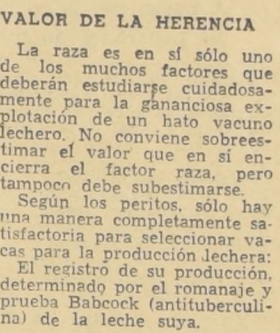 VALOR DE LA HERENCIA
La raza es en sí sólo uno
de los muchos factores que
deberán estudiarse cuidadosa-
mente para la gananciosa ex-
plotación de un hato vacuno
lechero. No conviene sobrees-
timar el valor que en sí en-
cierra el factor raza, pero
tampoco debe subestimarse.
Según los peritos, sólo hay
una manera completamente sa-
tisfactoria para seleccionar va-
cas para la producción lechera:
El registro de su producción,
determinado por el romanaje y
prueba Babcock (antituberculi-
na) de la leche suya.